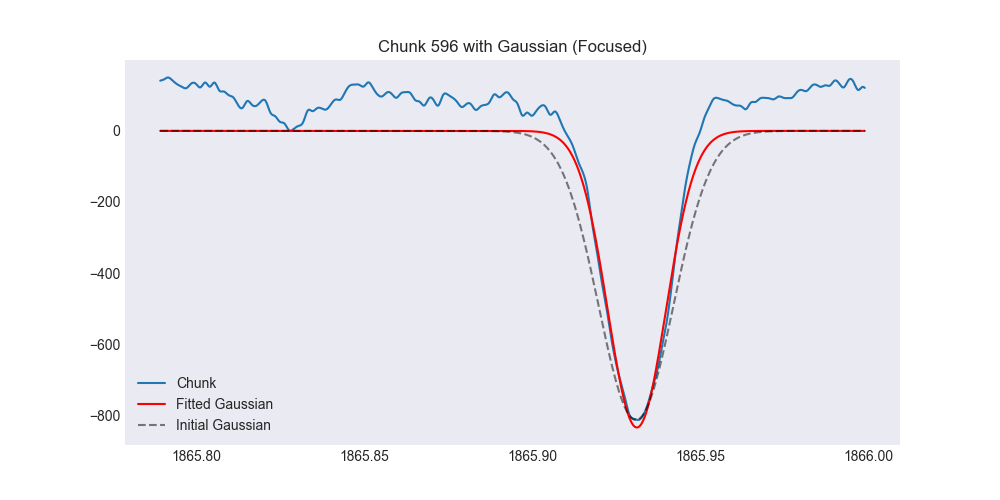 Chunk 596 with Gaussian (Focused)
0
−200
−400
−600
−800
Chunk
Fitted Gaussian
Initial Gaussian
1865.80 1865.85 1865.90 1865.95 1866.00